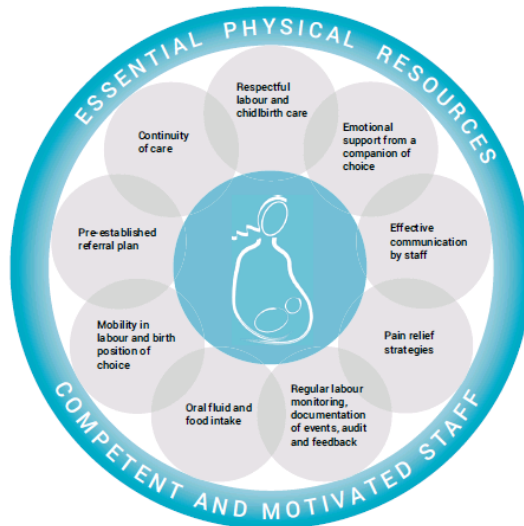 ESSENTIAL PHYSICAL RESOURCES
Respectful
labour and
chidlbirth care
Emotional
support from a
companion of
choice
Effective
communication
by staff
Pain relief
strategies
Regular labour
monitoring,
documentation
of events, audit
and feedback
Oral fluid and
food intake
Mobility in
labour and birth
position of
choice
Pre-established
referral plan
Continuity
of care
COMPETENT AND MOTIVATED STAFF